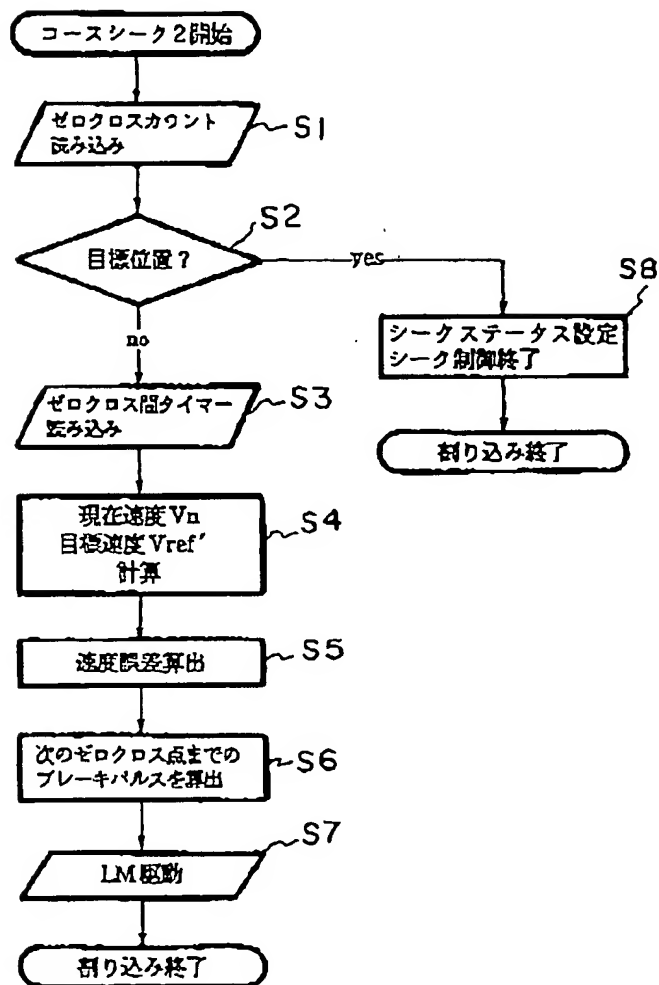 コースシーク2開始
ゼロクロスカウント
読み込み
S1
目標位置?
S2
yes
no
シークステータス設定
シーク制御終了
S8
割り込み終了
ゼロクロス間タイマー
読み込み
S3
現在速度Vn
目標速度Vref'
計算
S4
速度誤差算出
S5
次のゼロクロス点までの
ブレーキパルスを算出
S6
LM駆動
S7
割り込み終了